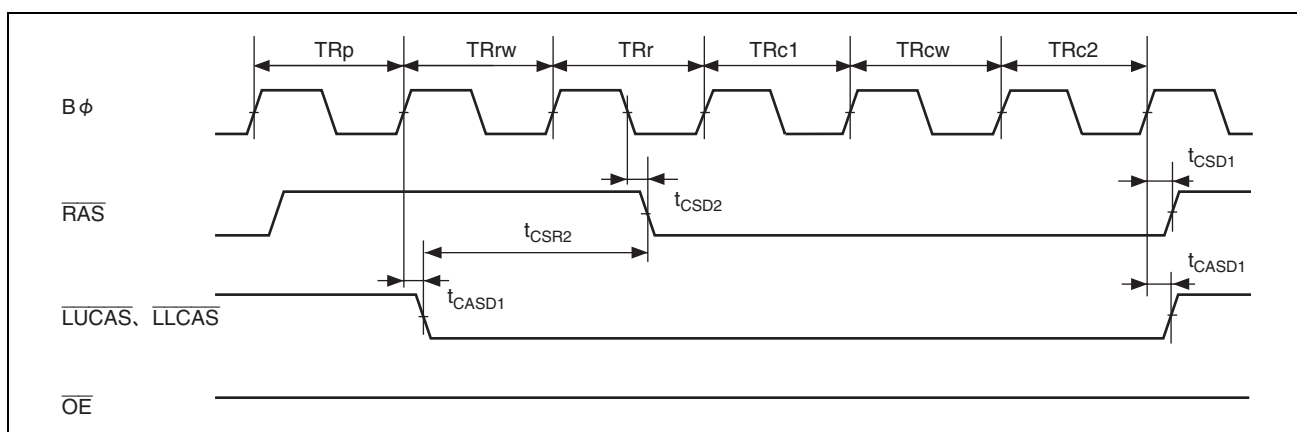 TRp TRrw TRr TRc1 TRcw TRc2
Bφ
tCSD1
RAS
tCSD2
tCSR2
tCASD1
tCASD1
LUCAS、LLCAS
OE